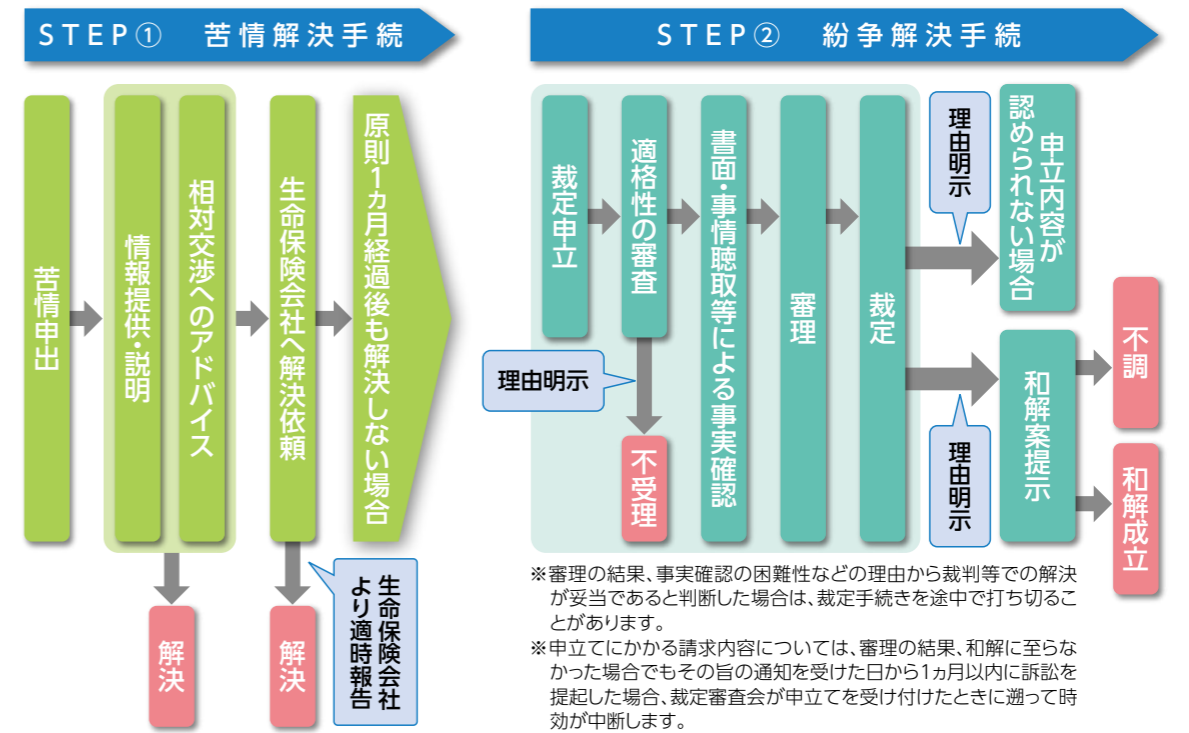 STEP① 苦情解決手続
苦情申出
情報提供・説明
相対交渉へのアドバイス
解決
生命保険会社へ解決依頼
生命保険会社
より適時報告
解決
原則1ヵ月経過後も解決しない場合
STEP② 紛争解決手続
裁定申立
適格性の審査
理由明示
不受理
書面・事情聴取等による事実確認
審理
裁定
理由明示
申立内容が
認められない場合
理由明示
和解案提示
不調
和解成立
※審理の結果、事実確認の困難性などの理由から裁判等での解決
が妥当であると判断した場合は、裁定手続きを途中で打ち切るこ
とがあります。
※申立てにかかる請求内容については、審理の結果、和解に至らな
かった場合でもその旨の通知を受けた日から1ヵ月以内に訴訟を
提起した場合、裁定審査会が申立てを受け付けたときに遡って時
効が中断します。